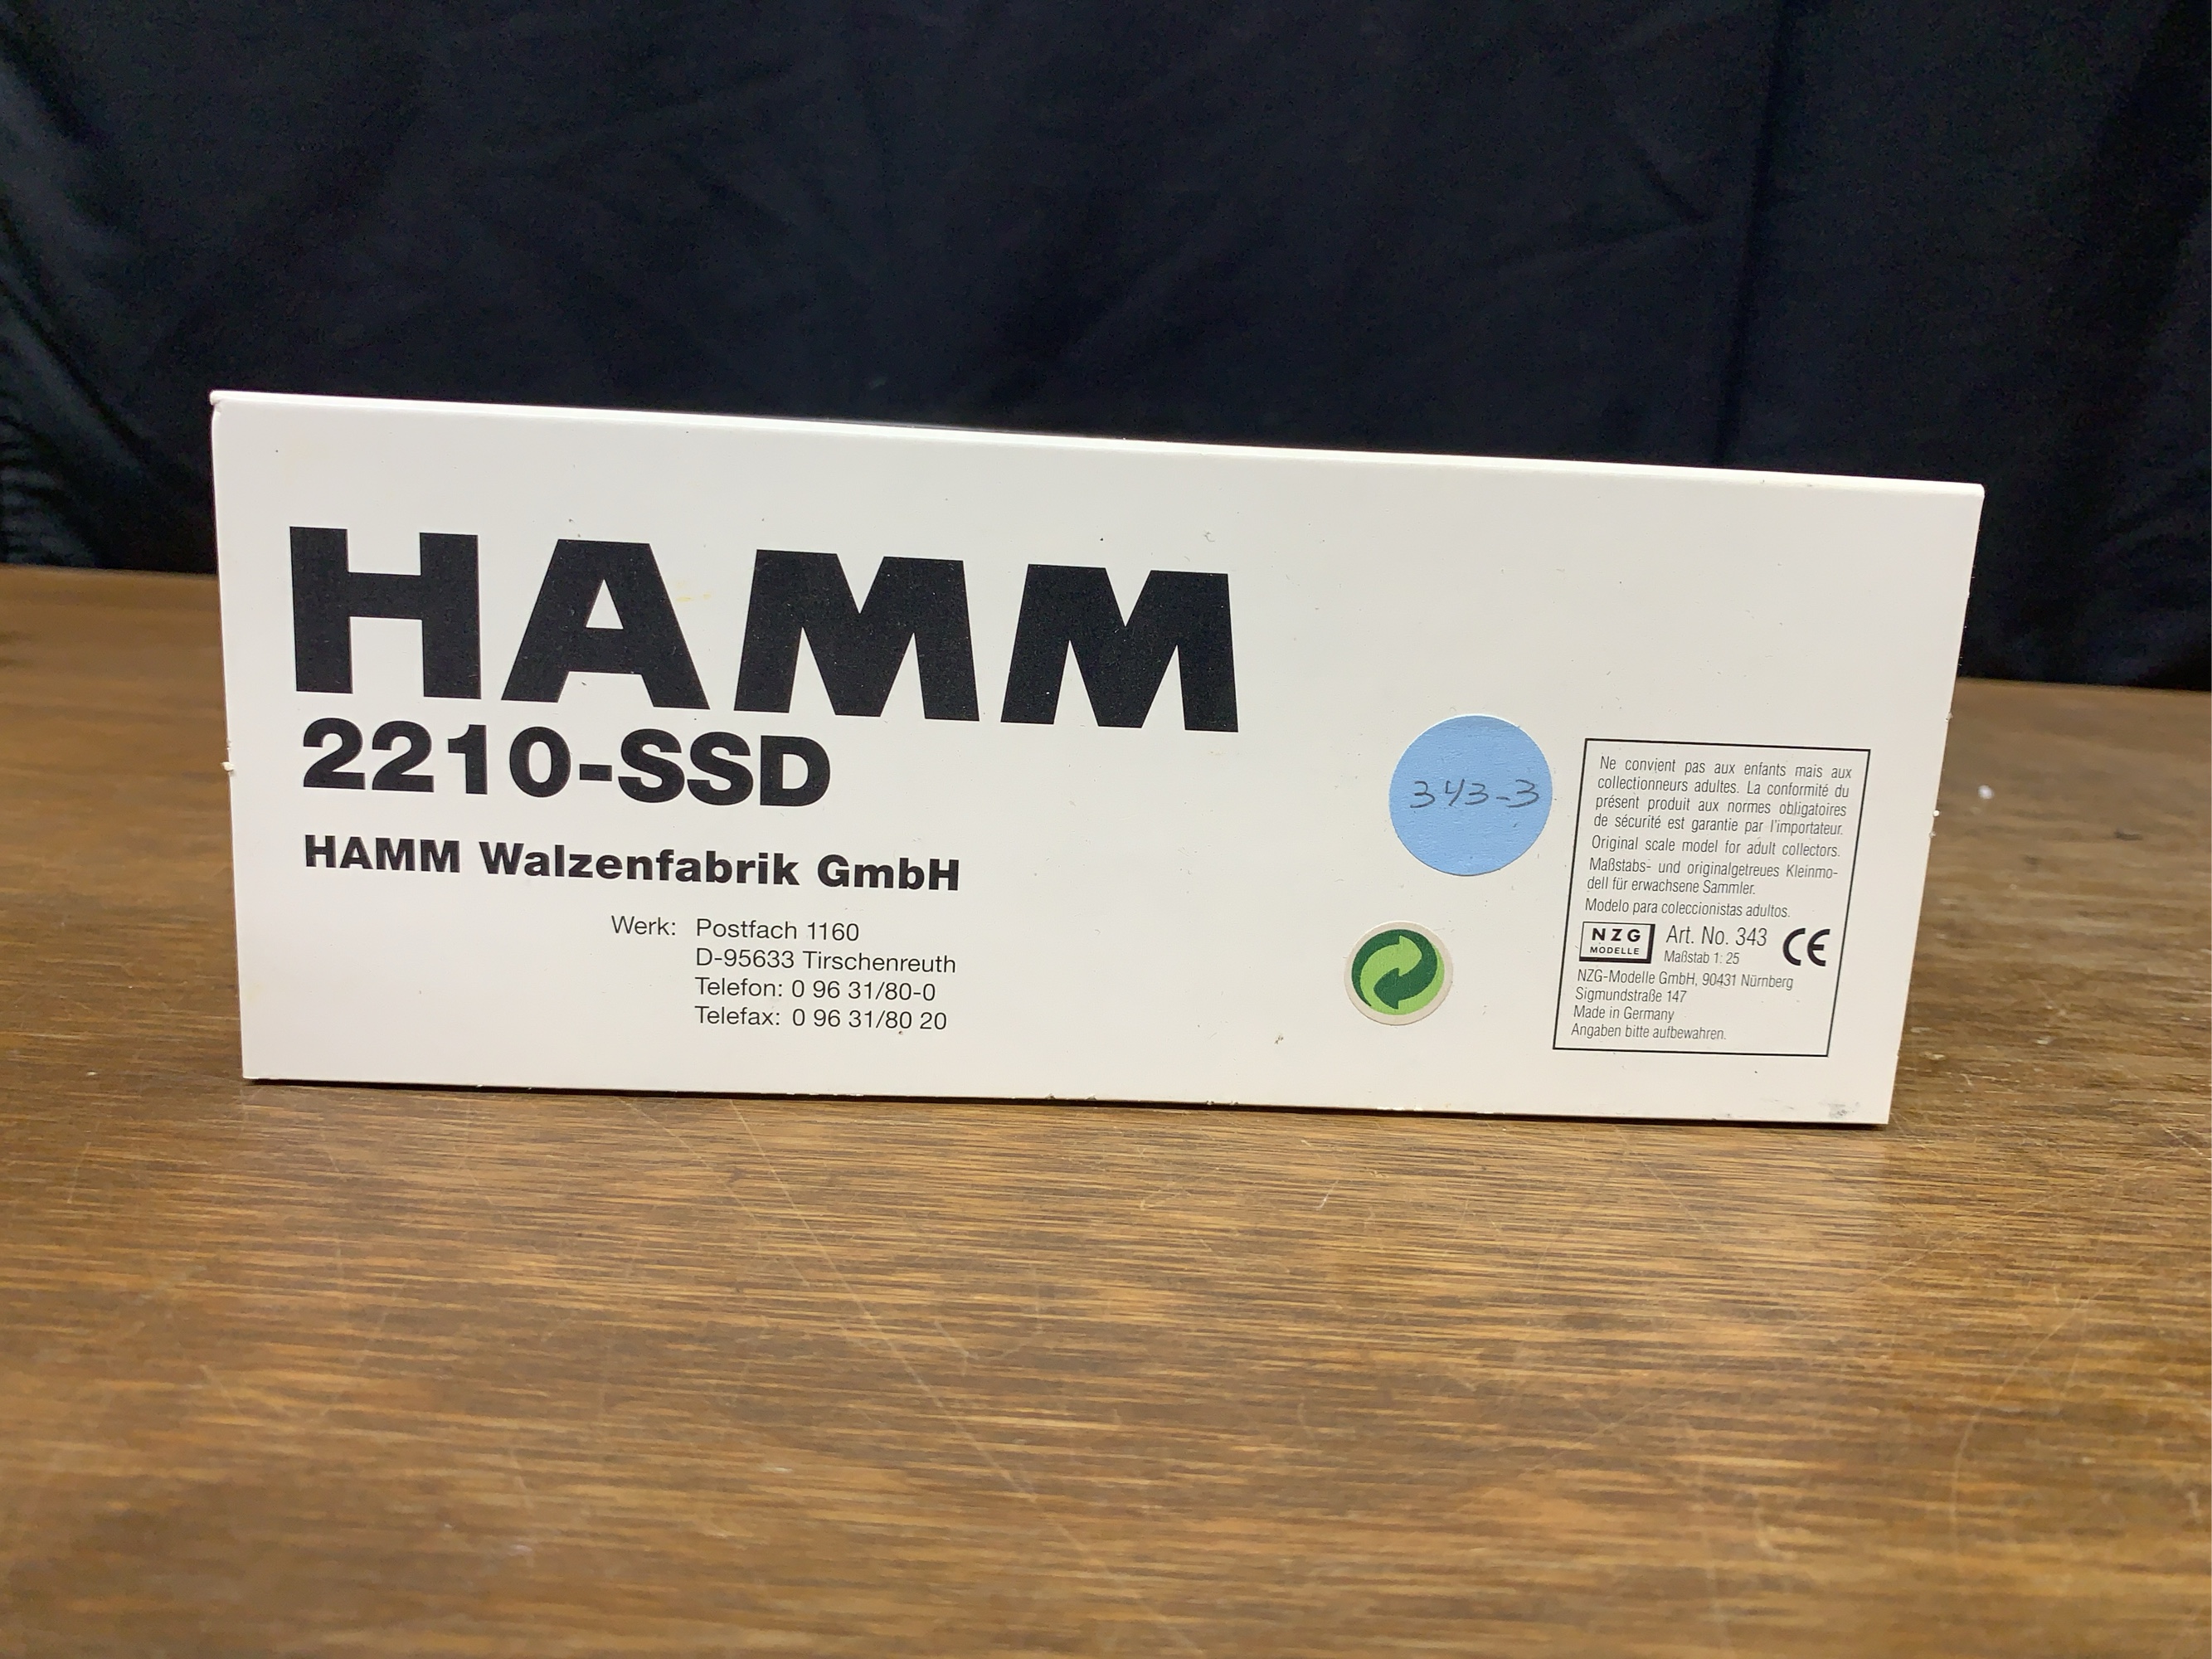 HAMM
2210-SSD
HAMM Walzenfabrik GmbH
Werk: Postfach 1160
D-95633 Tirschenreuth
Telefon: 0 96 31/80-0
Telefax: 0 96 31/80 20
343-3
Ne convient pas aux enfants mais aux
collectionneurs adultes. La conformité du
présent produit aux normes obligatoires
de sécurité est garantie par l'importateur.
Original scale model for adult collectors.
Maßstabs- und originalgetreues Kleinmo-
dell für erwachsene Sammler.
Modelo para coleccionistas adultos.
NZG
MODELLE
Art. No. 343
Maßstab 1: 25
CE
NZG-Modelle GmbH, 90431 Nürnberg
Sigmundstraße 147
Made in Germany
Angaben bitte aufbewahren.